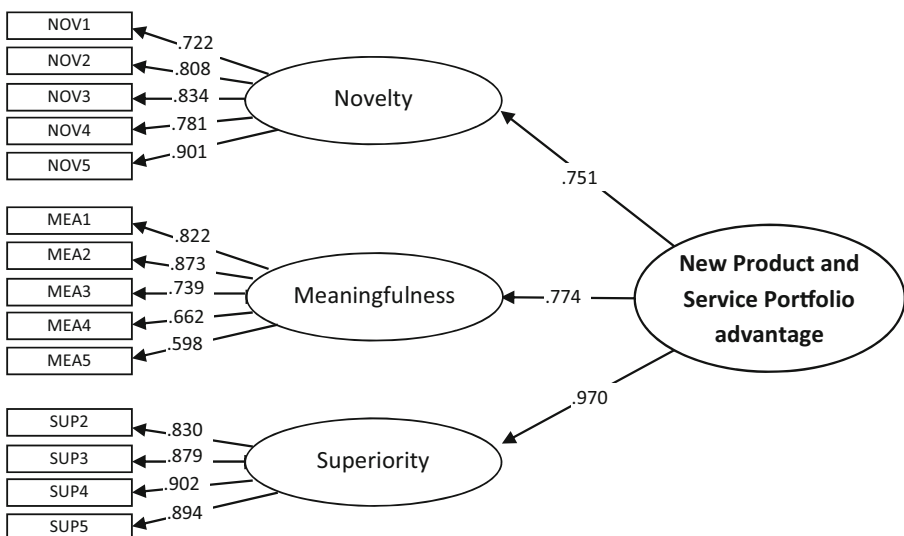 NOV1
.722
NOV2
.808
NOV3
.834
NOV4
.781
NOV5
.901
Novelty
.751
MEA1
.822
MEA2
.873
MEA3
.739
MEA4
.662
MEA5
.598
Meaningfulness
.774
New Product and
Service Portfolio
advantage
.970
SUP2
.830
SUP3
.879
SUP4
.902
SUP5
.894
Superiority